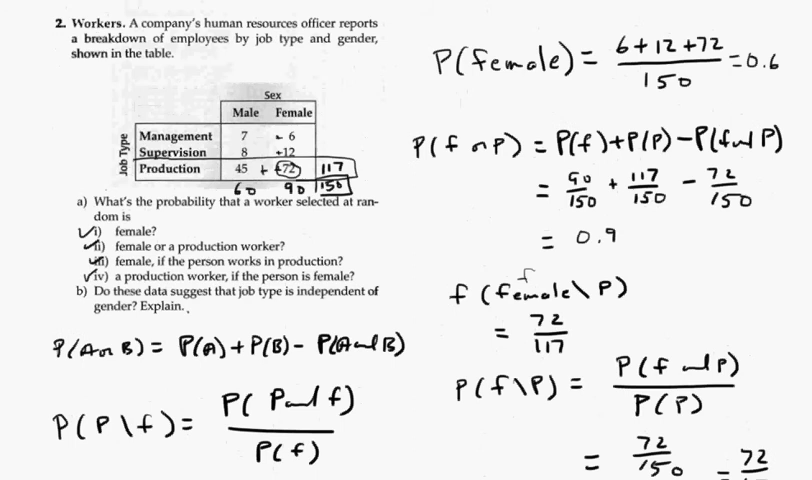 2. Workers. A company's human resources officer reports
a breakdown of employees by job type and gender,
shown in the table.
Sex
Male Female
Job Type
Management 7 6
Supervision 8 +12
Production 45 + +72 117
60 90 150
a) What's the probability that a worker selected at ran-
dom is
i) female?
ii) female or a production worker?
iii) female, if the person works in production?
iv) a production worker, if the person is female?
b) Do these data suggest that job type is independent of
gender? Explain.
P(A or B) = P(A) + P(B) - P(A and B)
P(P\f) = P(P and f)
P(f)
P(female) = 6+12+72
150
=0.6
P(f or P) = P(f)+P(P)-P(f and P)
= 90/150 + 117/150 - 72/150
= 0.9
f
f(female\P)
= 72
117
P(f\P) = P(f and P)
P(P)
= 72
150
= 72